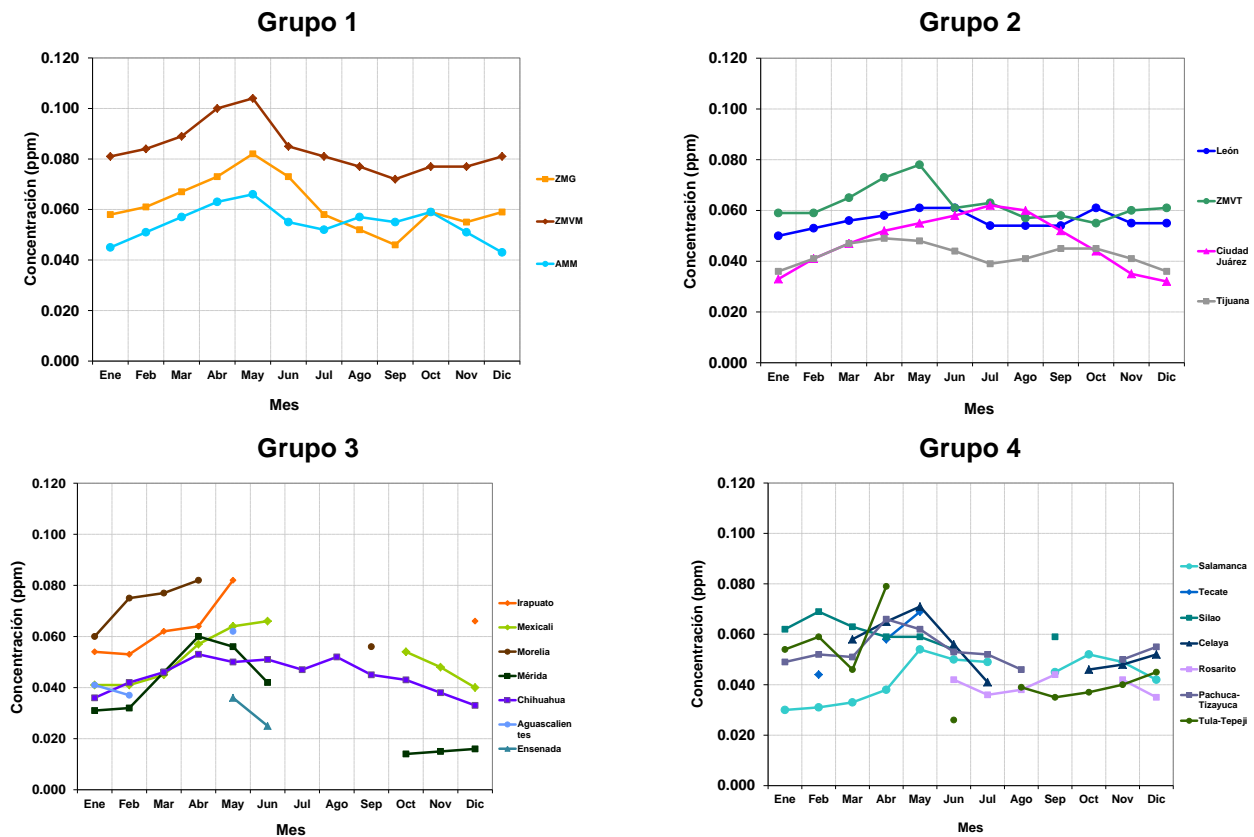 Grupo 1
Concentración (ppm)
0.120
0.100
0.080
0.060
0.040
0.020
0.000
Ene Feb Mar Abr May Jun Jul Ago Sep Oct Nov Dic
Mes
ZMG
ZMVM
AMM
Grupo 2
Concentración (ppm)
0.120
0.100
0.080
0.060
0.040
0.020
0.000
Ene Feb Mar Abr May Jun Jul Ago Sep Oct Nov Dic
Mes
León
ZMVT
Ciudad
Juárez
Tijuana
Grupo 3
Concentración (ppm)
0.120
0.100
0.080
0.060
0.040
0.020
0.000
Ene Feb Mar Abr May Jun Jul Ago Sep Oct Nov Dic
Mes
Irapuato
Mexicali
Morelia
Mérida
Chihuahua
Aguascalien
tes
Ensenada
Grupo 4
Concentración (ppm)
0.120
0.100
0.080
0.060
0.040
0.020
0.000
Ene Feb Mar Abr May Jun Jul Ago Sep Oct Nov Dic
Mes
Salamanca
Tecate
Silao
Celaya
Rosarito
Pachuca-
Tizayuca
Tula-Tepeji